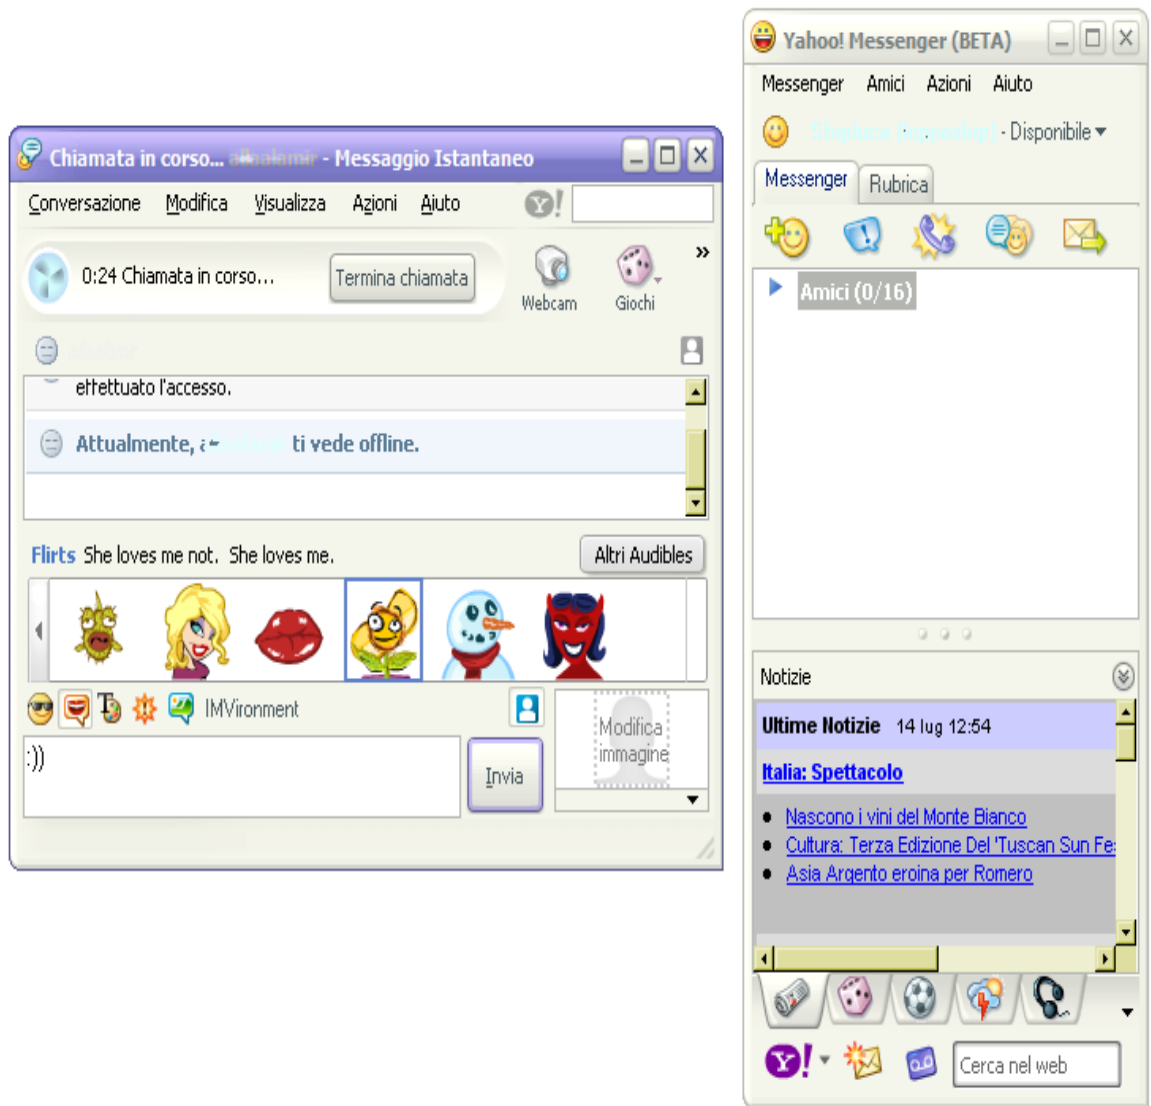 Chiamata in corso... - Messaggio Istantaneo
Conversazione Modifica Visualizza Azioni Aiuto Y!
0:24 Chiamata in corso... Termina chiamata
Webcam Giochi »
effettuato l'accesso.
Attualmente, ti vede offline.
Flirts She loves me not. She loves me. Altri Audibles
IMVironment
Modifica
immagine
:))
Invia
Yahoo! Messenger (BETA)
Messenger Amici Azioni Aiuto
- Disponibile
Messenger Rubrica
Amici (0/16)
Notizie
Ultime Notizie 14 lug 12:54
Italia: Spettacolo
• Nascono i vini del Monte Bianco
• Cultura: Terza Edizione Del 'Tuscan Sun Fe
• Asia Argento eroina per Romero
Y! Cerca nel web